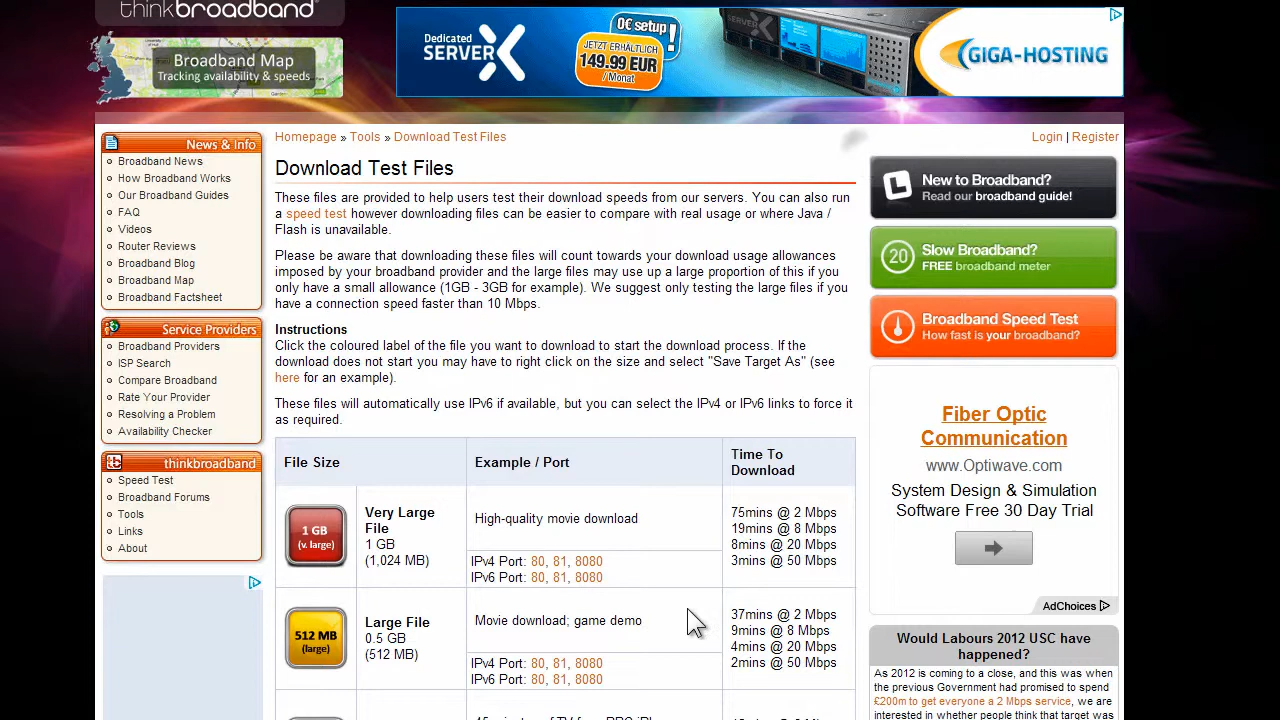 thinkbroadband®
Broadband Map
Tracking availability & speeds
Dedicated
SERVER X
0€ setup!
JETZT ERHÄLTLICH
149.99 EUR
/ Monat
GIGA-HOSTING
News & Info
Broadband News
How Broadband Works
Our Broadband Guides
FAQ
Videos
Router Reviews
Broadband Blog
Broadband Map
Broadband Factsheet
Service Providers
Broadband Providers
ISP Search
Compare Broadband
Rate Your Provider
Resolving a Problem
Availability Checker
thinkbroadband
Speed Test
Broadband Forums
Tools
Links
About
Homepage » Tools » Download Test Files
Login | Register
Download Test Files
These files are provided to help users test their download speeds from our servers. You can also run
a speed test however downloading files can be easier to compare with real usage or where Java /
Flash is unavailable.
Please be aware that downloading these files will count towards your download usage allowances
imposed by your broadband provider and the large files may use up a large proportion of this if you
only have a small allowance (1GB - 3GB for example). We suggest only testing the large files if you
have a connection speed faster than 10 Mbps.
Instructions
Click the coloured label of the file you want to download to start the download process. If the
download does not start you may have to right click on the size and select "Save Target As" (see
here for an example).
These files will automatically use IPv6 if available, but you can select the IPv4 or IPv6 links to force it
as required.
File Size
Example / Port
Time To
Download
1 GB
(v. large)
Very Large
File
1 GB
(1,024 MB)
High-quality movie download
IPv4 Port: 80, 81, 8080
IPv6 Port: 80, 81, 8080
75mins @ 2 Mbps
19mins @ 8 Mbps
8mins @ 20 Mbps
3mins @ 50 Mbps
512 MB
(large)
Large File
0.5 GB
(512 MB)
Movie download; game demo
IPv4 Port: 80, 81, 8080
IPv6 Port: 80, 81, 8080
37mins @ 2 Mbps
9mins @ 8 Mbps
4mins @ 20 Mbps
2mins @ 50 Mbps
New to Broadband?
Read our broadband guide!
20
Slow Broadband?
FREE broadband meter
Broadband Speed Test
How fast is your broadband?
Fiber Optic
Communication
www.Optiwave.com
System Design & Simulation
Software Free 30 Day Trial
AdChoices
Would Labours 2012 USC have
happened?
As 2012 is coming to a close, and this was when
the previous Government had promised to spend
£200m to get everyone a 2 Mbps service, we are
interested in whether people think that target was